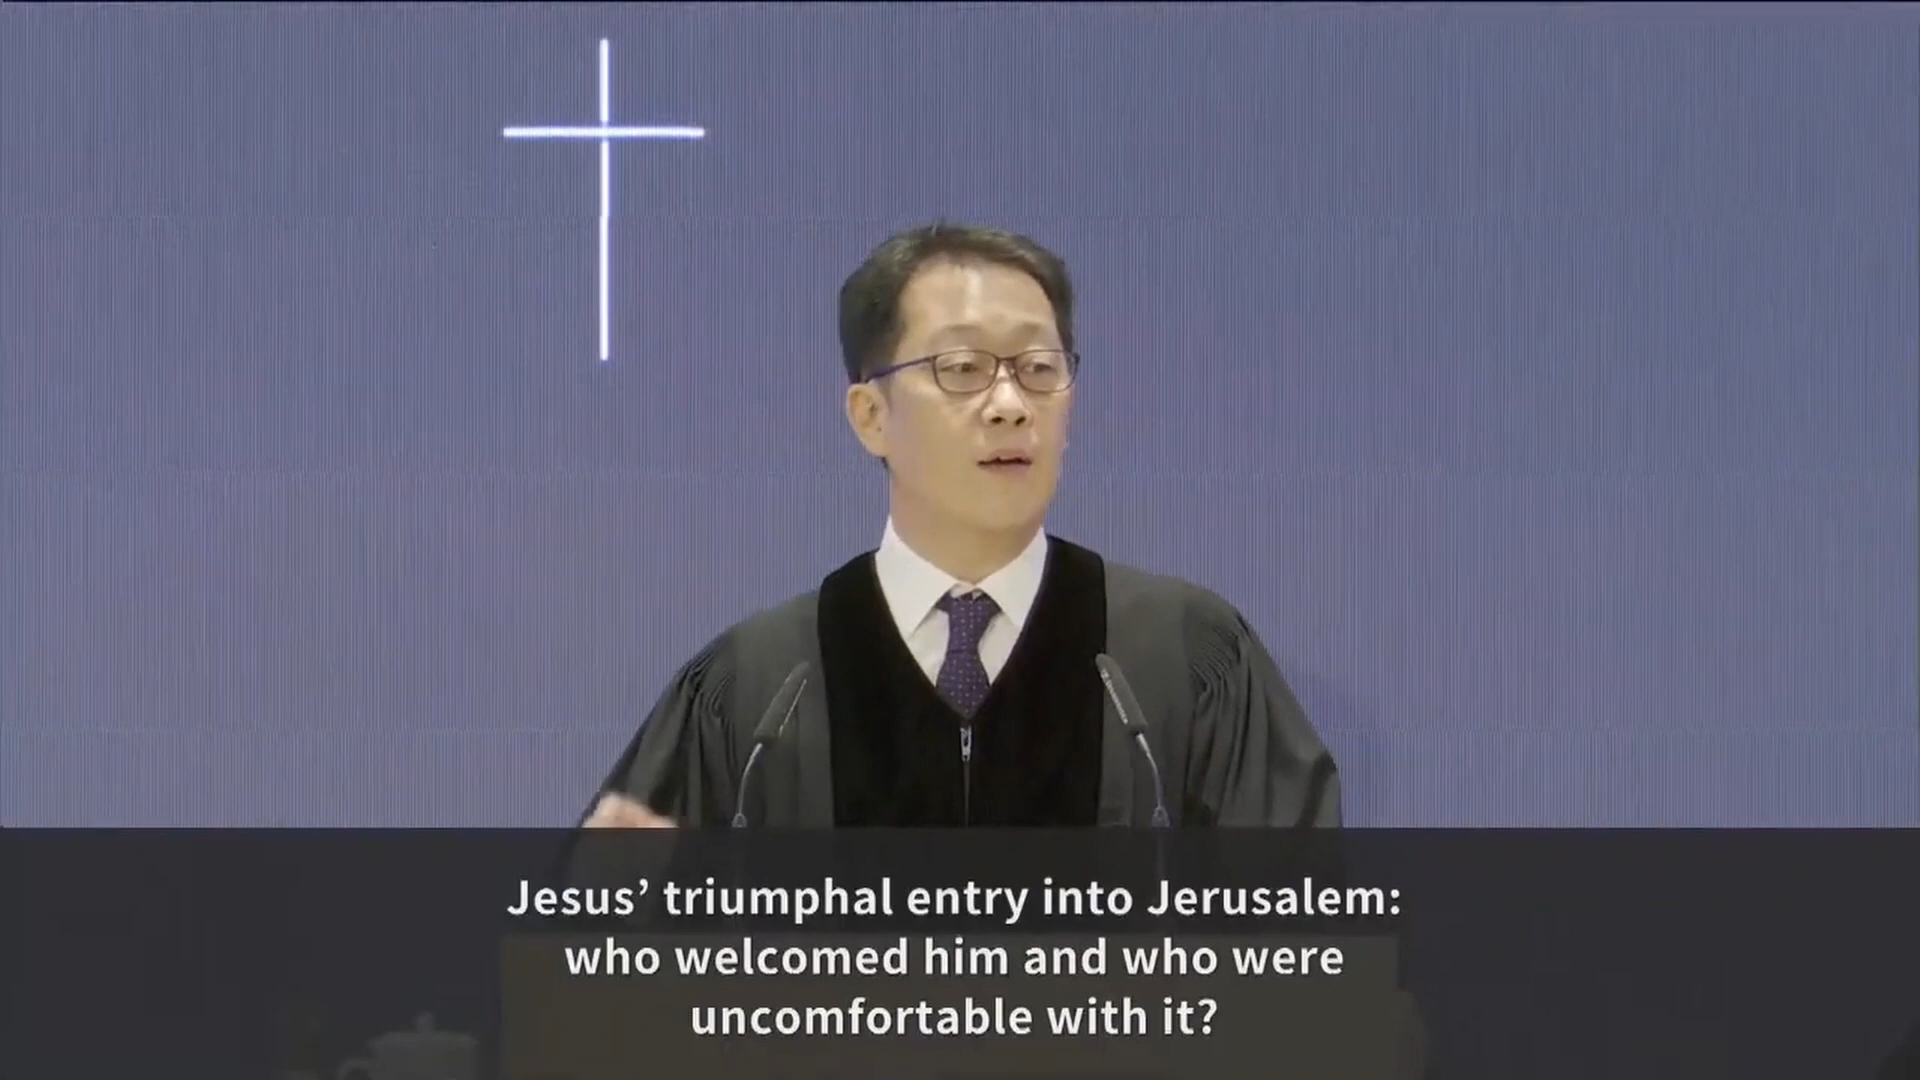 Jesus’ triumphal entry into Jerusalem:
who welcomed him and who were
uncomfortable with it?